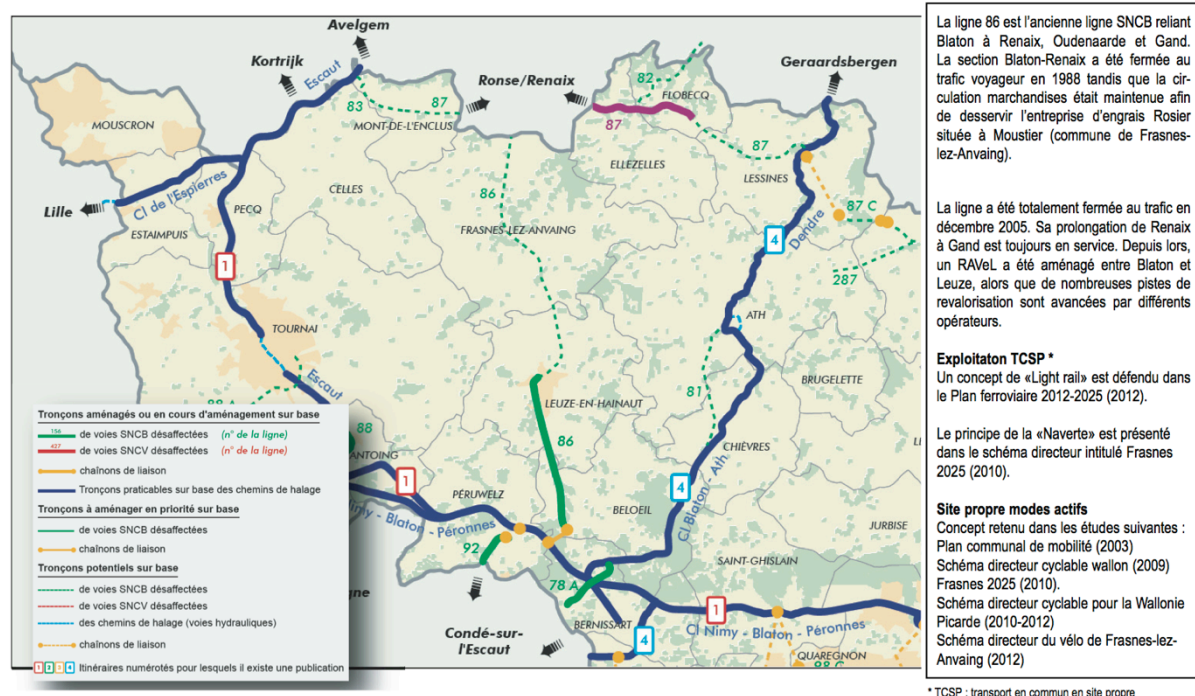 Avelgem
Kortrijk
Escaut
Ronse/Renaix
Geraardsbergen
82
FLOBECQ
83
87
87
MOUSCRON
MONT-DE-L'ENCLUS
ELLEZELLES
87
LESSINES
Cl de l'Espierres
CELLES
86
87 C
Lille
PECQ
FRASNES-LEZ-ANVAING
4
Dendre
ESTAIMPUIS
1
287
TOURNAI
ATH
Escaut
81
BRUGELETTE
LEUZE-EN-HAINAUT
88
86
CHIÈVRES
ANTOING
1
4
PÉRUWELZ
BELOEIL
Cl Blaton - Ath
Nimy - Blaton - Péronnes
JURBISE
92
SAINT-GHISLAIN
78 A
1
Condé-sur-
l'Escaut
BERNISSART
Cl Nimy - Blaton - Péronnes
4
QUAREGNON
Tronçons aménagés ou en cours d'aménagement sur base
156
de voies SNCB désaffectées (n° de la ligne)
427
de voies SNCV désaffectées (n° de la ligne)
chaînons de liaison
Tronçons praticables sur base des chemins de halage
Tronçons à aménager en priorité sur base
de voies SNCB désaffectées
chaînons de liaison
Tronçons potentiels sur base
de voies SNCB désaffectées
de voies SNCV désaffectées
des chemins de halage (voies hydrauliques)
chaînons de liaison
1 2 3 4 Itinéraires numérotés pour lesquels il existe une publication
La ligne 86 est l'ancienne ligne SNCB reliant
Blaton à Renaix, Oudenaarde et Gand.
La section Blaton-Renaix a été fermée au
trafic voyageur en 1988 tandis que la cir-
culation marchandises était maintenue afin
de desservir l'entreprise d'engrais Rosier
située à Moustier (commune de Frasnes-
lez-Anvaing).
La ligne a été totalement fermée au trafic en
décembre 2005. Sa prolongation de Renaix
à Gand est toujours en service. Depuis lors,
un RAVeL a été aménagé entre Blaton et
Leuze, alors que de nombreuses pistes de
revalorisation sont avancées par différents
opérateurs.
Exploitaton TCSP *
Un concept de «Light rail» est défendu dans
le Plan ferroviaire 2012-2025 (2012).
Le principe de la «Naverte» est présenté
dans le schéma directeur intitulé Frasnes
2025 (2010).
Site propre modes actifs
Concept retenu dans les études suivantes :
Plan communal de mobilité (2003)
Schéma directeur cyclable wallon (2009)
Frasnes 2025 (2010).
Schéma directeur cyclable pour la Wallonie
Picarde (2010-2012)
Schéma directeur du vélo de Frasnes-lez-
Anvaing (2012)
* TCSP : transport en commun en site propre